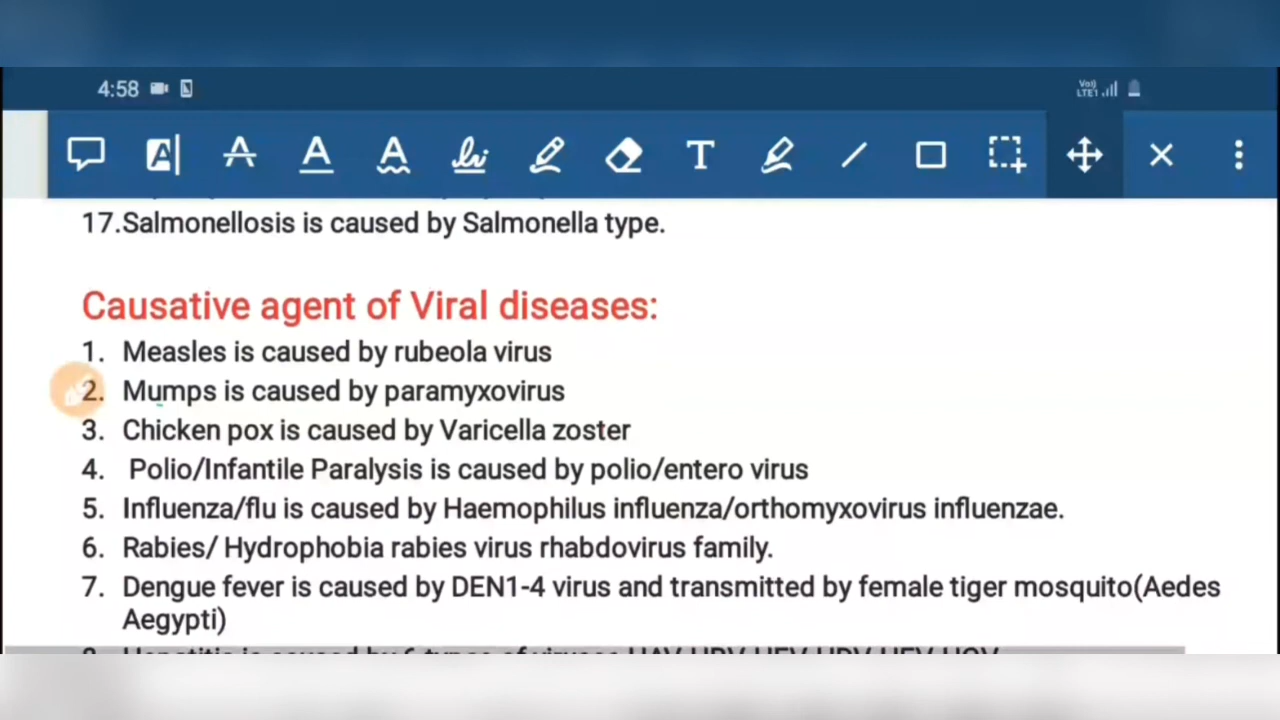 4:58
Vo))
LTE1
A
A
A
A
T
17.Salmonellosis is caused by Salmonella type.
Causative agent of Viral diseases:
1. Measles is caused by rubeola virus
2. Mumps is caused by paramyxovirus
3. Chicken pox is caused by Varicella zoster
4. Polio/Infantile Paralysis is caused by polio/entero virus
5. Influenza/flu is caused by Haemophilus influenza/orthomyxovirus influenzae.
6. Rabies/ Hydrophobia rabies virus rhabdovirus family.
7. Dengue fever is caused by DEN1-4 virus and transmitted by female tiger mosquito(Aedes
Aegypti)